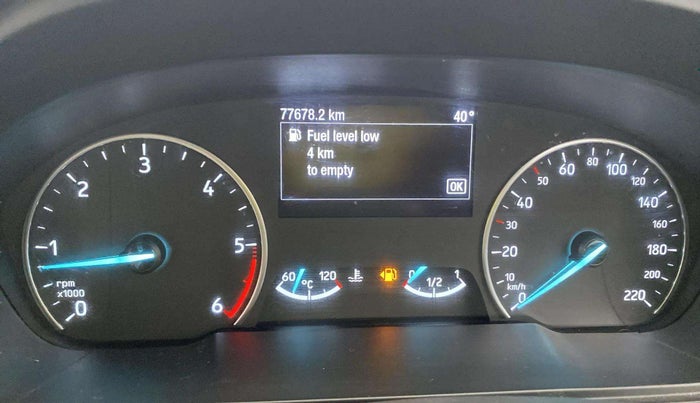 77678.2 km 40°
Fuel level low
4 km
to empty
OK
0 1 2 3 4 5 6
rpm
x1000
60 120
°C
0 1/2 1
0 10 20 30 40 50 60 80 100 120 140 160 180 200 220
km/h